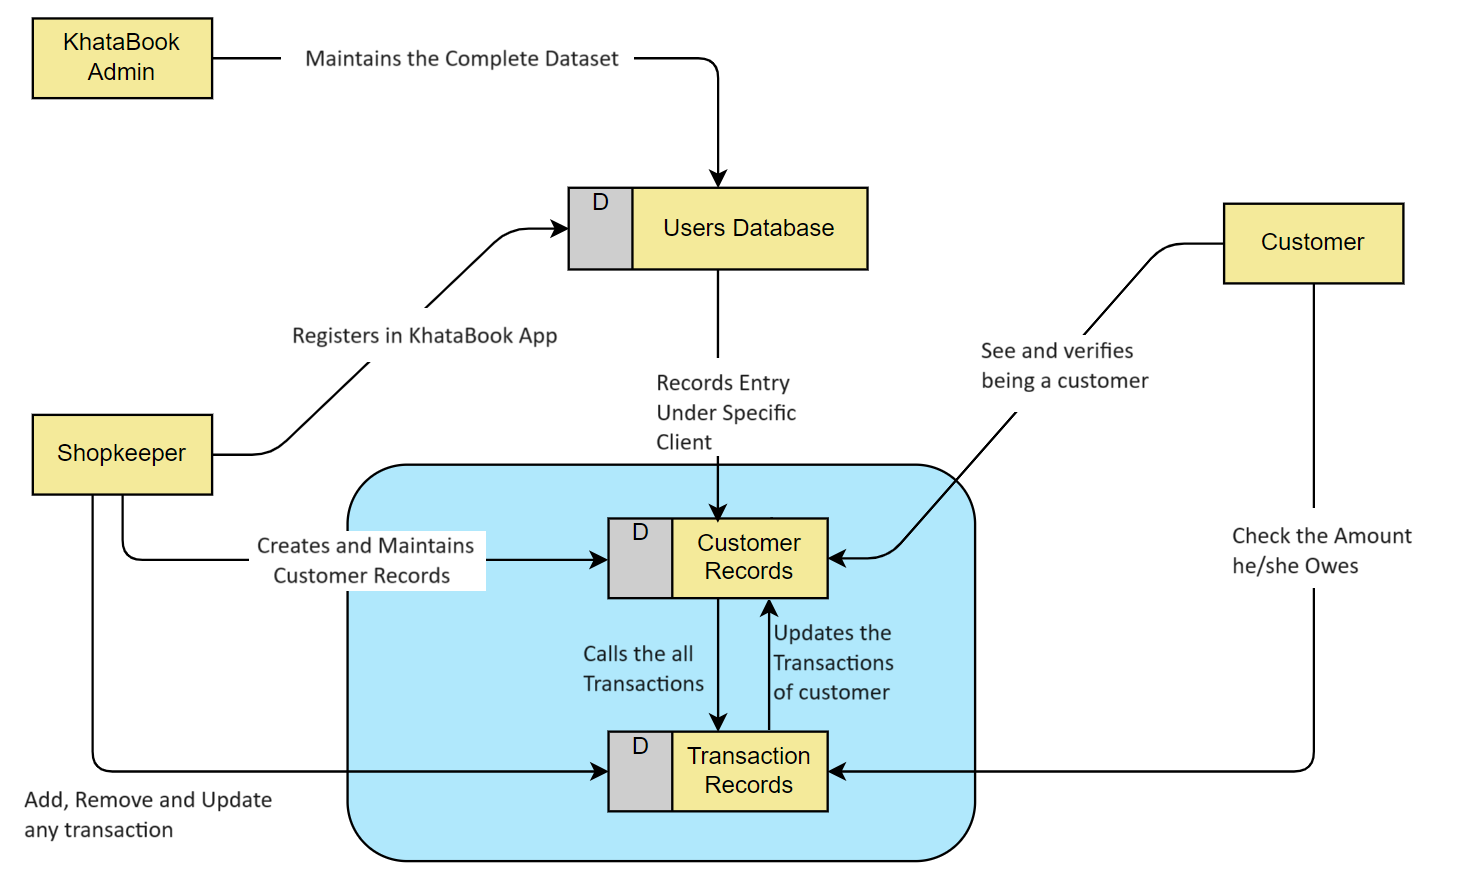 KhataBook
Admin
Maintains the Complete Dataset
D
Users Database
Customer
Registers in KhataBook App
See and verifies
being a customer
Records Entry
Under Specific
Client
Shopkeeper
D
Customer
Records
Creates and Maintains
Customer Records
Check the Amount
he/she Owes
Calls the all
Transactions
Updates the
Transactions
of customer
D
Transaction
Records
Add, Remove and Update
any transaction